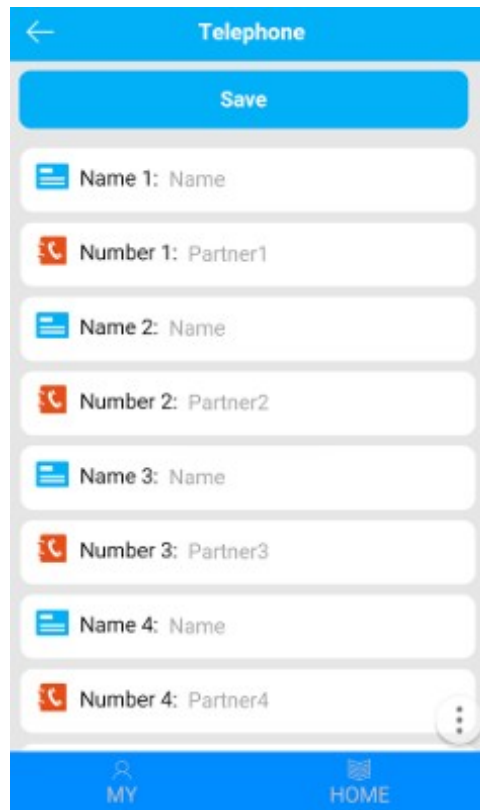 Telephone
Save
Name 1: Name
Number 1: Partner1
Name 2: Name
Number 2: Partner2
Name 3: Name
Number 3: Partner3
Name 4: Name
Number 4: Partner4
MY HOME